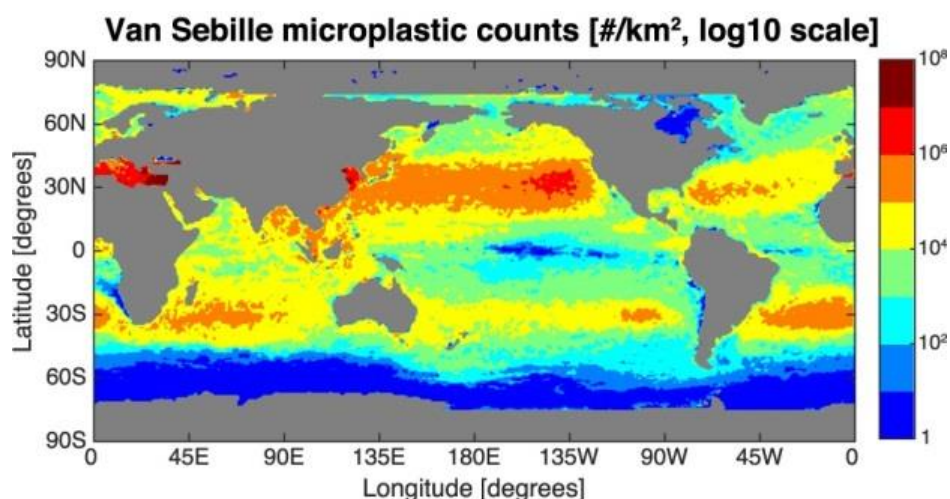 Van Sebille microplastic counts [#/km², log10 scale]
90N
60N
30N
0
30S
60S
90S
Latitude [degrees]
0 45E 90E 135E 180E 135W 90W 45W 0
Longitude [degrees]
10⁸
10⁶
10⁴
10²
1